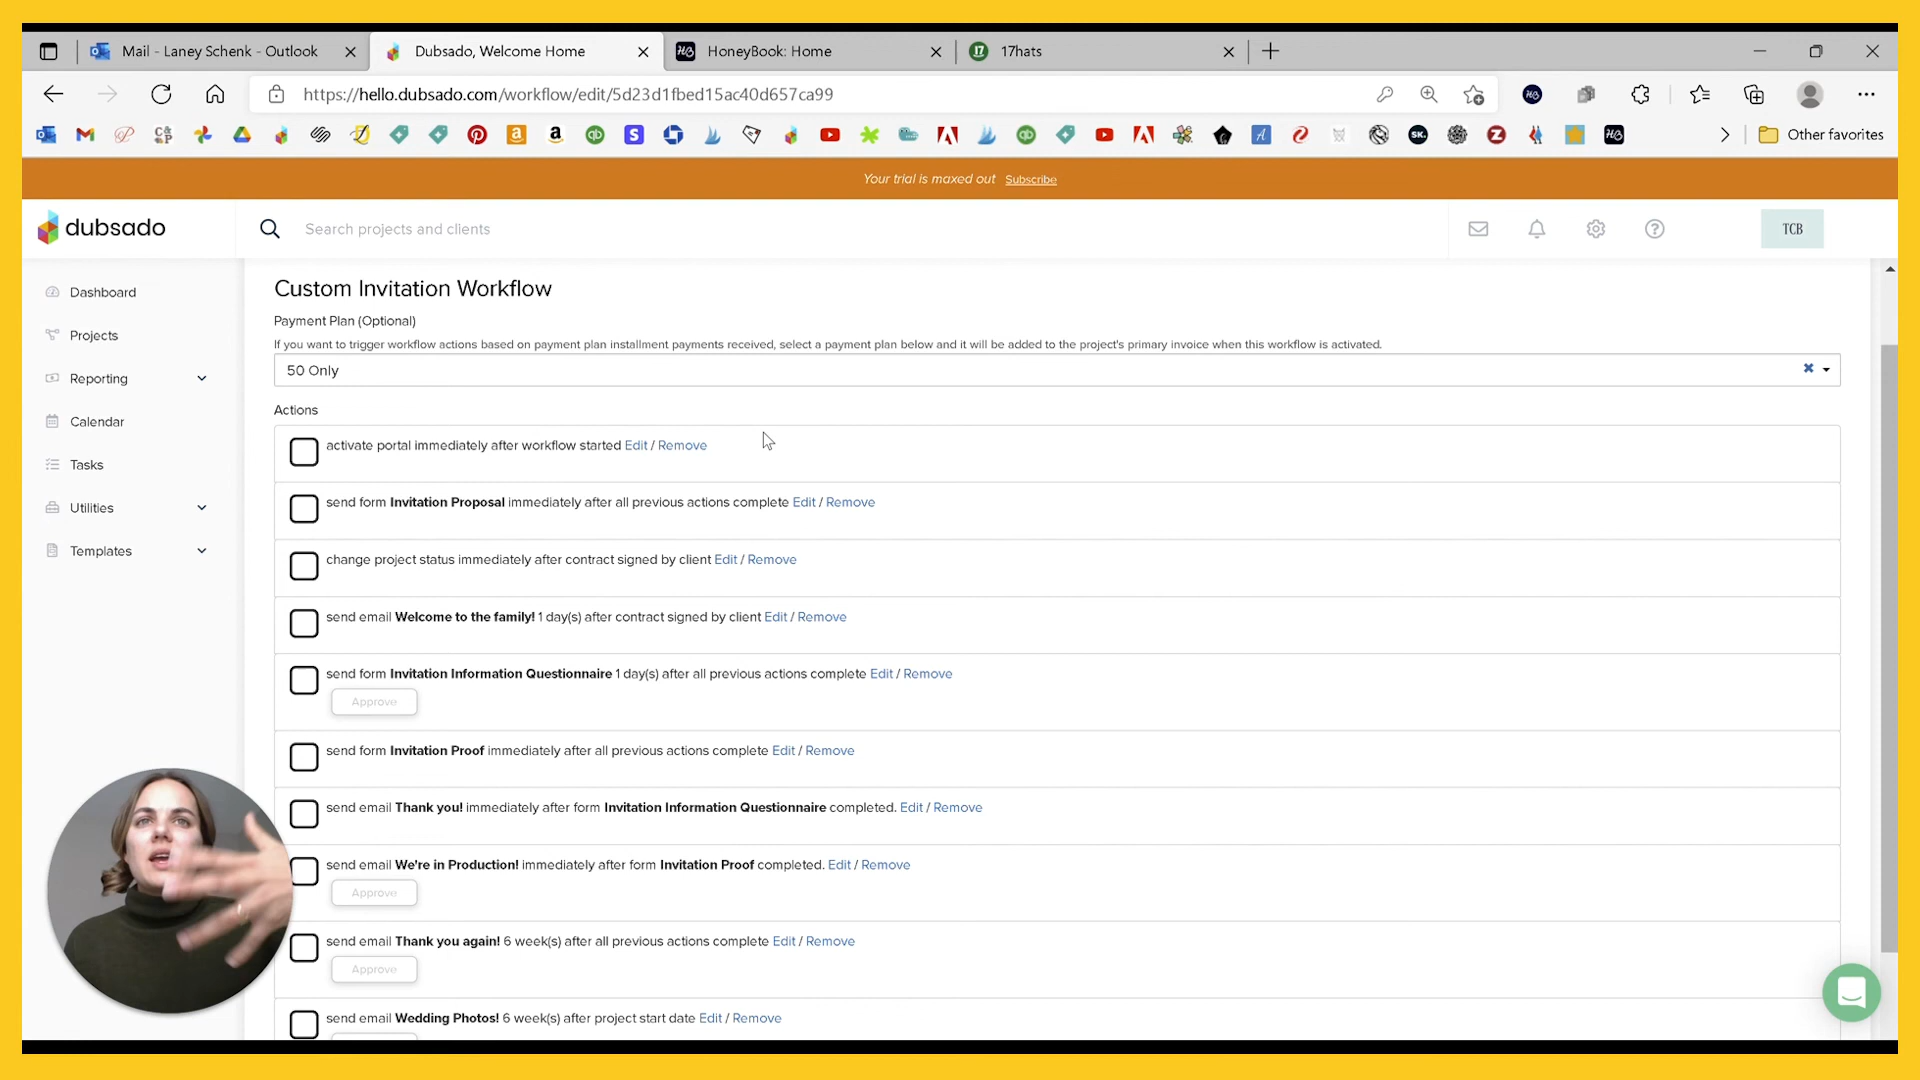 Mail - Laney Schenk - Outlook
Dubsado, Welcome Home
HoneyBook: Home
17hats
https://hello.dubsado.com/workflow/edit/5d23d1fbed15ac40d657ca99
Other favorites
Your trial is maxed out Subscribe
dubsado
Search projects and clients
TCB
Dashboard
Projects
Reporting
Calendar
Tasks
Utilities
Templates
Custom Invitation Workflow
Payment Plan (Optional)
If you want to trigger workflow actions based on payment plan installment payments received, select a payment plan below and it will be added to the project's primary invoice when this workflow is activated.
50 Only
Actions
activate portal immediately after workflow started Edit / Remove
send form Invitation Proposal immediately after all previous actions complete Edit / Remove
change project status immediately after contract signed by client Edit / Remove
send email Welcome to the family! 1 day(s) after contract signed by client Edit / Remove
send form Invitation Information Questionnaire 1 day(s) after all previous actions complete Edit / Remove
Approve
send form Invitation Proof immediately after all previous actions complete Edit / Remove
send email Thank you! immediately after form Invitation Information Questionnaire completed. Edit / Remove
send email We're in Production! immediately after form Invitation Proof completed. Edit / Remove
Approve
send email Thank you again! 6 week(s) after all previous actions complete Edit / Remove
Approve
send email Wedding Photos! 6 week(s) after project start date Edit / Remove